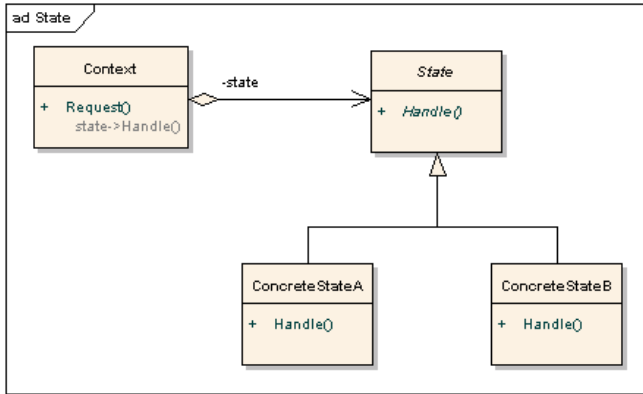 ad State
Context
+ Request()
state->Handle()
-state
State
+ Handle()
ConcreteStateA
+ Handle()
ConcreteStateB
+ Handle()